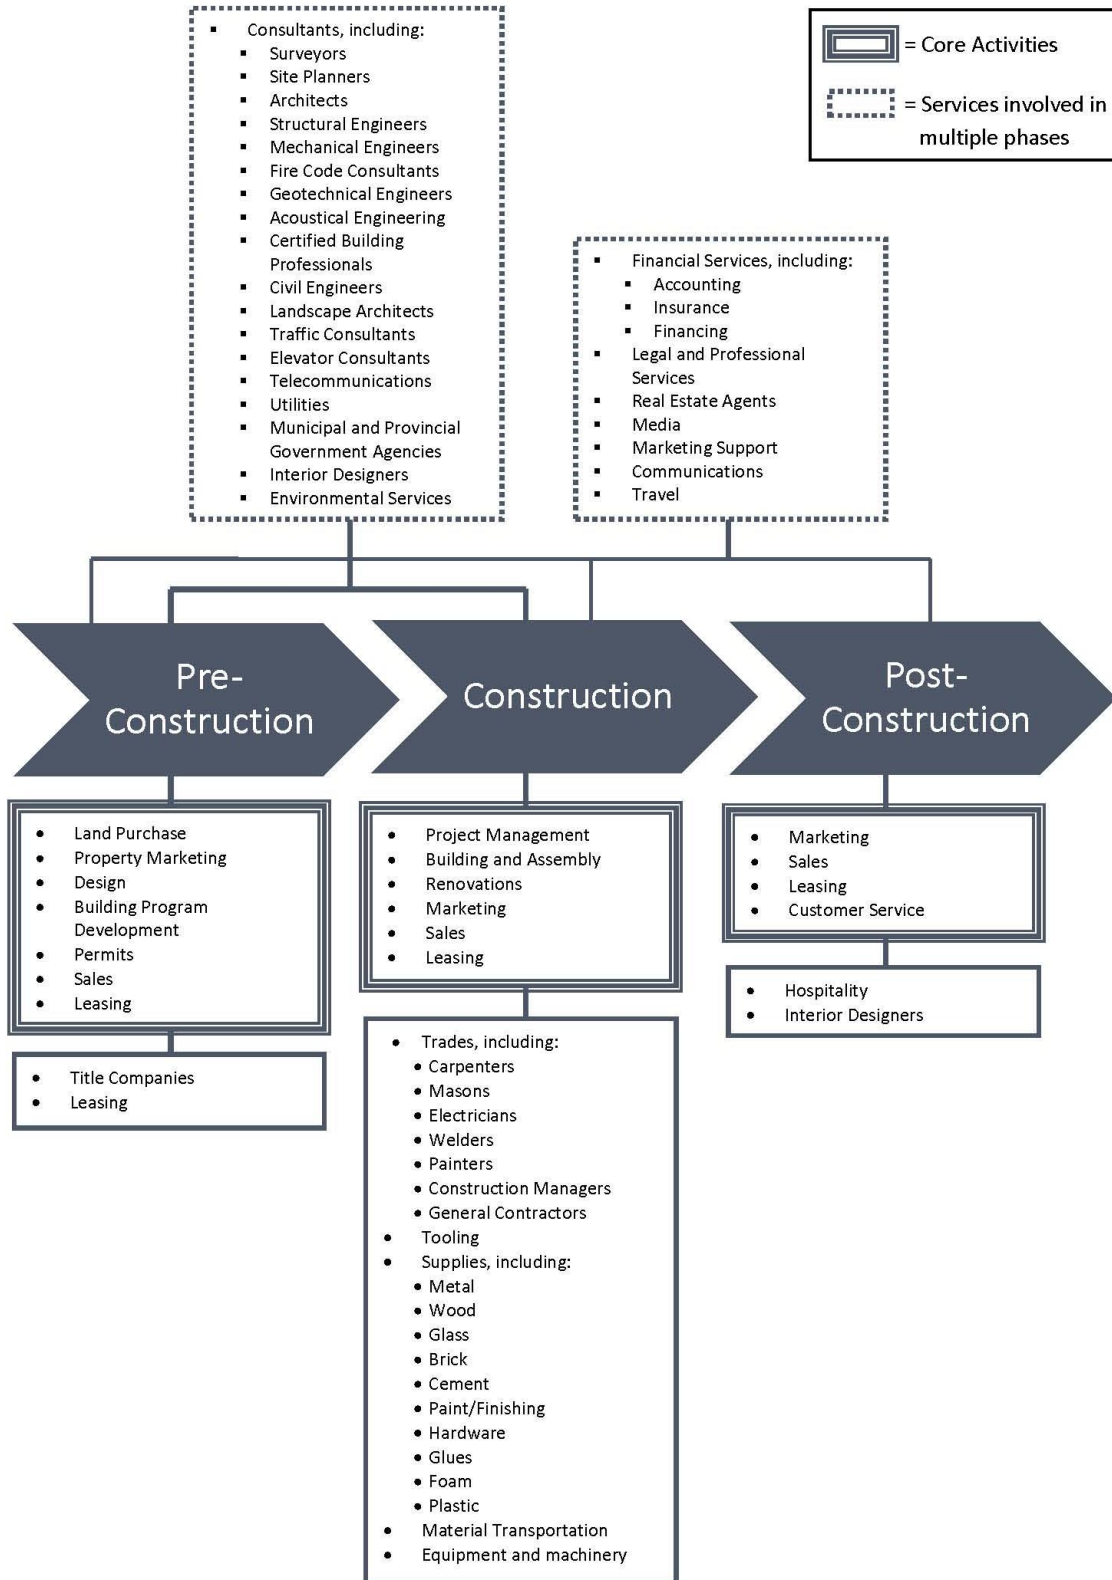 Consultants, including:
Surveyors
Site Planners
Architects
Structural Engineers
Mechanical Engineers
Fire Code Consultants
Geotechnical Engineers
Acoustical Engineering
Certified Building
Professionals
Civil Engineers
Landscape Architects
Traffic Consultants
Elevator Consultants
Telecommunications
Utilities
Municipal and Provincial
Government Agencies
Interior Designers
Environmental Services
= Core Activities
= Services involved in
multiple phases
Financial Services, including:
Accounting
Insurance
Financing
Legal and Professional
Services
Real Estate Agents
Media
Marketing Support
Communications
Travel
Pre-
Construction
Construction
Post-
Construction
Land Purchase
Property Marketing
Design
Building Program
Development
Permits
Sales
Leasing
Title Companies
Leasing
Project Management
Building and Assembly
Renovations
Marketing
Sales
Leasing
Trades, including:
Carpenters
Masons
Electricians
Welders
Painters
Construction Managers
General Contractors
Tooling
Supplies, including:
Metal
Wood
Glass
Brick
Cement
Paint/Finishing
Hardware
Glues
Foam
Plastic
Material Transportation
Equipment and machinery
Marketing
Sales
Leasing
Customer Service
Hospitality
Interior Designers